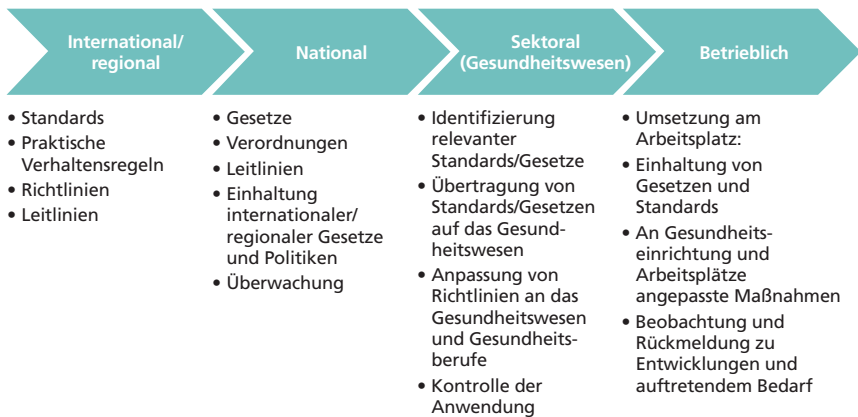 International/
regional
National
Sektoral
(Gesundheitswesen)
Betrieblich
• Standards
• Praktische
Verhaltensregeln
• Richtlinien
• Leitlinien
• Gesetze
• Verordnungen
• Leitlinien
• Einhaltung
internationaler/
regionaler Gesetze
und Politiken
• Überwachung
• Identifizierung
relevanter
Standards/Gesetze
• Übertragung von
Standards/Gesetzen
auf das Gesund-
heitswesen
• Anpassung von
Richtlinien an das
Gesundheitswesen
und Gesundheits-
berufe
• Kontrolle der
Anwendung
• Umsetzung am
Arbeitsplatz:
• Einhaltung von
Gesetzen und
Standards
• An Gesundheits-
einrichtung und
Arbeitsplätze
angepasste Maßnahmen
• Beobachtung und
Rückmeldung zu
Entwicklungen und
auftretendem Bedarf